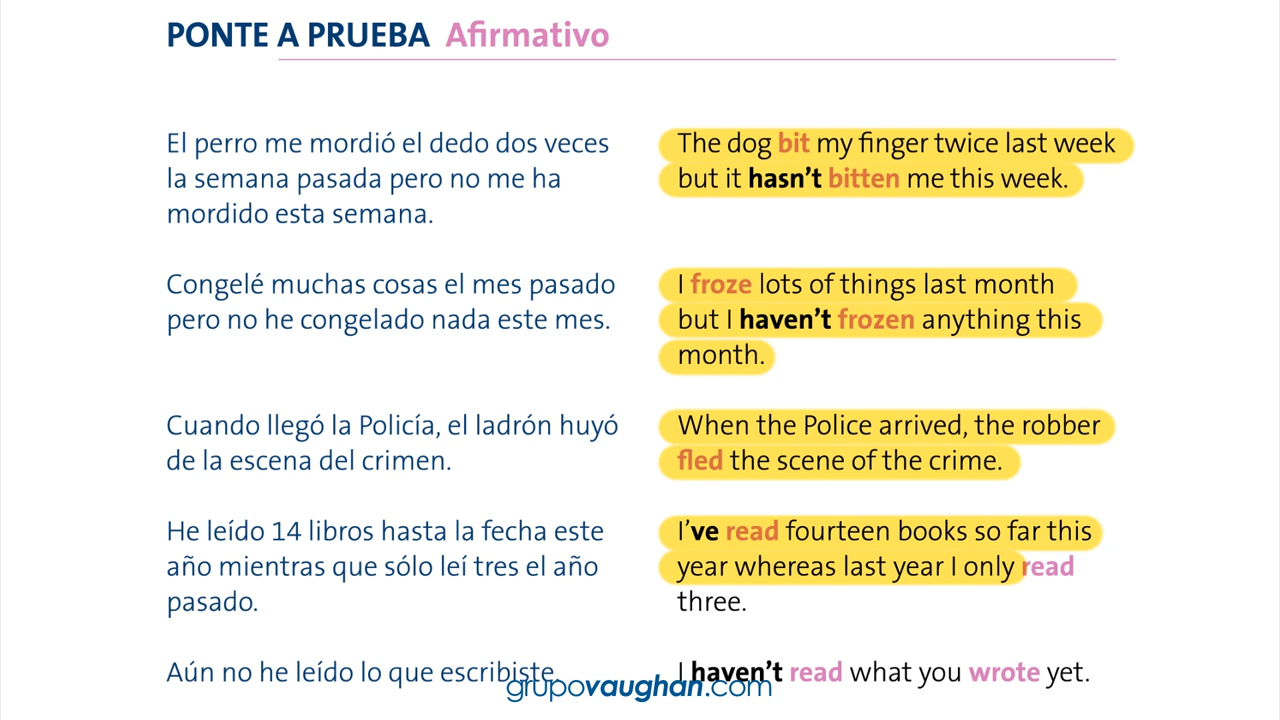 PONTE A PRUEBA Afirmativo
El perro me mordió el dedo dos veces
la semana pasada pero no me ha
mordido esta semana.
The dog bit my finger twice last week
but it hasn't bitten me this week.
Congelé muchas cosas el mes pasado
pero no he congelado nada este mes.
I froze lots of things last month
but I haven't frozen anything this
month.
Cuando llegó la Policía, el ladrón huyó
de la escena del crimen.
When the Police arrived, the robber
fled the scene of the crime.
He leído 14 libros hasta la fecha este
año mientras que sólo leí tres el año
pasado.
I've read fourteen books so far this
year whereas last year I only read
three.
Aún no he leído lo que escribiste.
I haven't read what you wrote yet.
grupovaughan.com